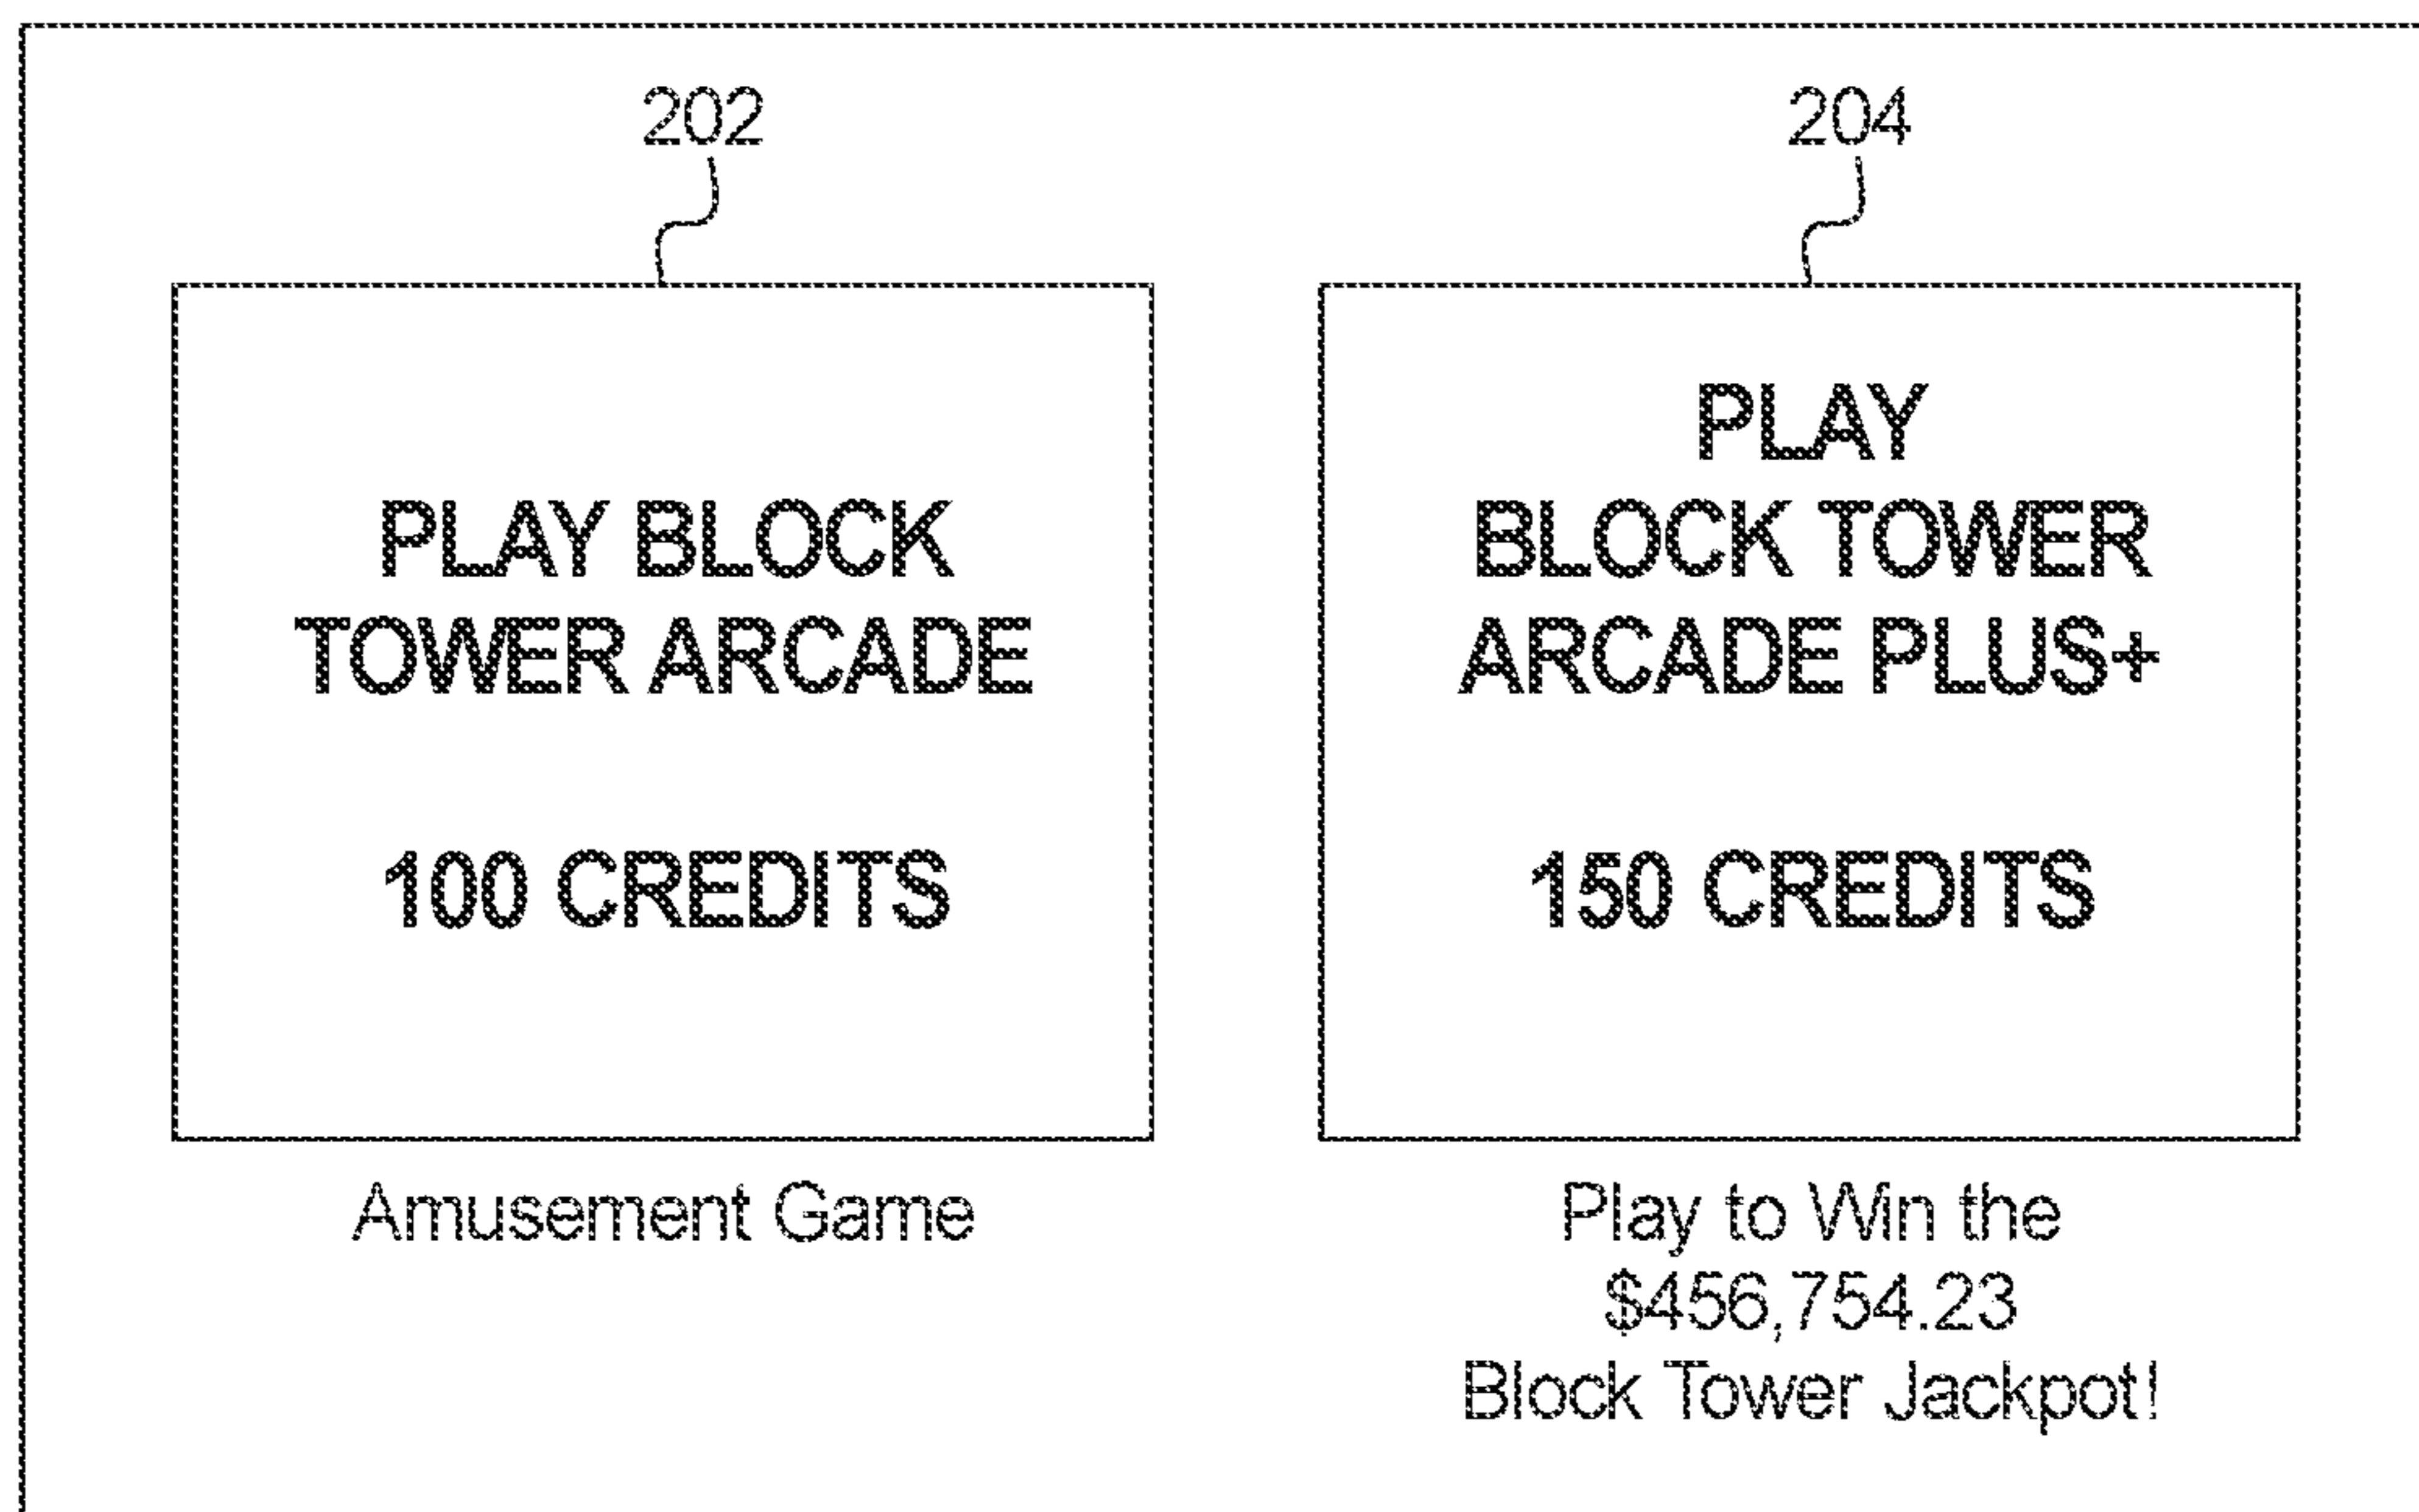 202
PLAY BLOCK
TOWER ARCADE
100 CREDITS
Amusement Game
204
PLAY
BLOCK TOWER
ARCADE PLUS+
150 CREDITS
Play to Win the
$456,754.23
Block Tower Jackpot!